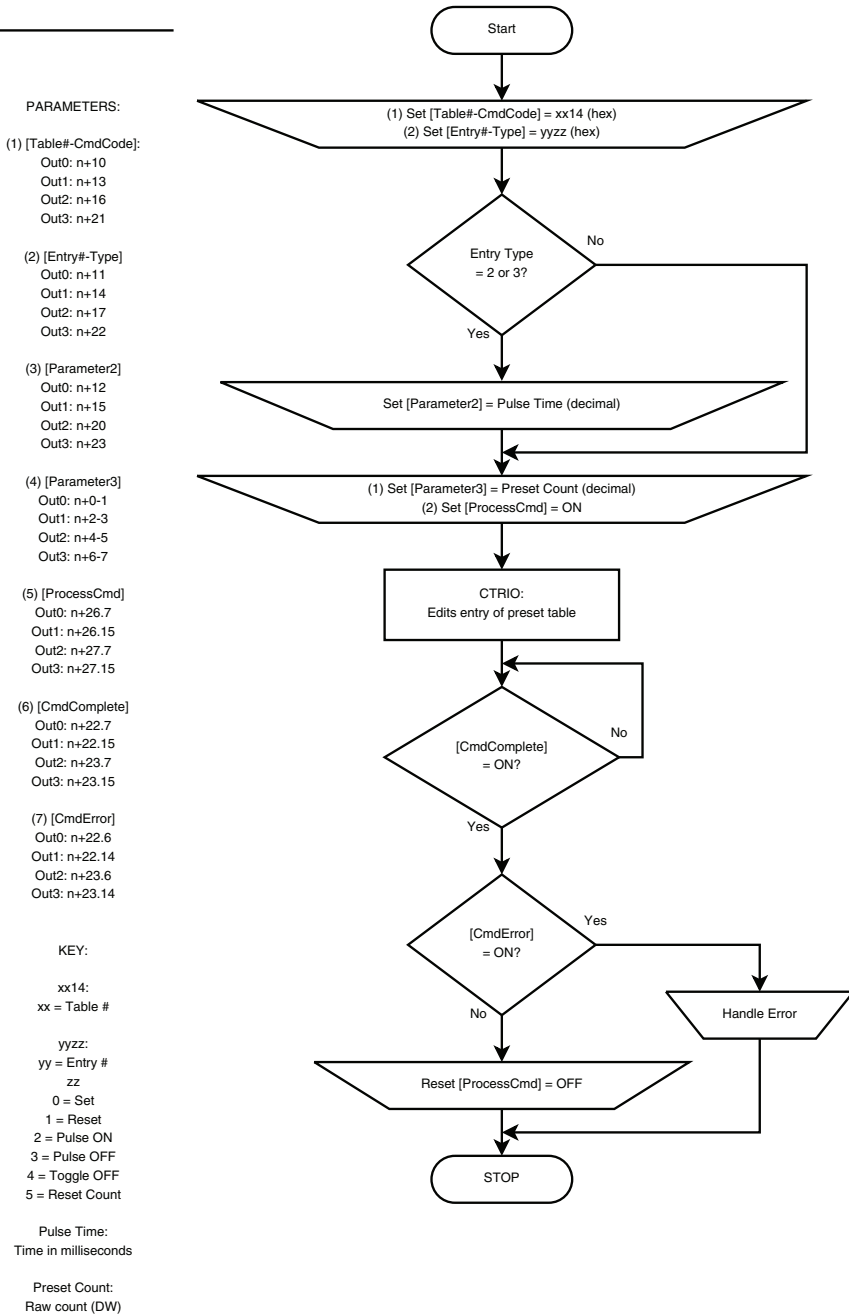 PARAMETERS:
(1) [Table#-CmdCode]:
Out0: n+10
Out1: n+13
Out2: n+16
Out3: n+21
(2) [Entry#-Type]
Out0: n+11
Out1: n+14
Out2: n+17
Out3: n+22
(3) [Parameter2]
Out0: n+12
Out1: n+15
Out2: n+20
Out3: n+23
(4) [Parameter3]
Out0: n+0-1
Out1: n+2-3
Out2: n+4-5
Out3: n+6-7
(5) [ProcessCmd]
Out0: n+26.7
Out1: n+26.15
Out2: n+27.7
Out3: n+27.15
(6) [CmdComplete]
Out0: n+22.7
Out1: n+22.15
Out2: n+23.7
Out3: n+23.15
(7) [CmdError]
Out0: n+22.6
Out1: n+22.14
Out2: n+23.6
Out3: n+23.14
KEY:
xx14:
xx = Table #
yyzz:
yy = Entry #
zz
0 = Set
1 = Reset
2 = Pulse ON
3 = Pulse OFF
4 = Toggle OFF
5 = Reset Count
Pulse Time:
Time in milliseconds
Preset Count:
Raw count (DW)
Start
(1) Set [Table#-CmdCode] = xx14 (hex)
(2) Set [Entry#-Type] = yyzz (hex)
Entry Type
= 2 or 3?
No
Yes
Set [Parameter2] = Pulse Time (decimal)
(1) Set [Parameter3] = Preset Count (decimal)
(2) Set [ProcessCmd] = ON
CTRIO:
Edits entry of preset table
[CmdComplete]
= ON?
No
Yes
[CmdError]
= ON?
Yes
No
Handle Error
Reset [ProcessCmd] = OFF
STOP